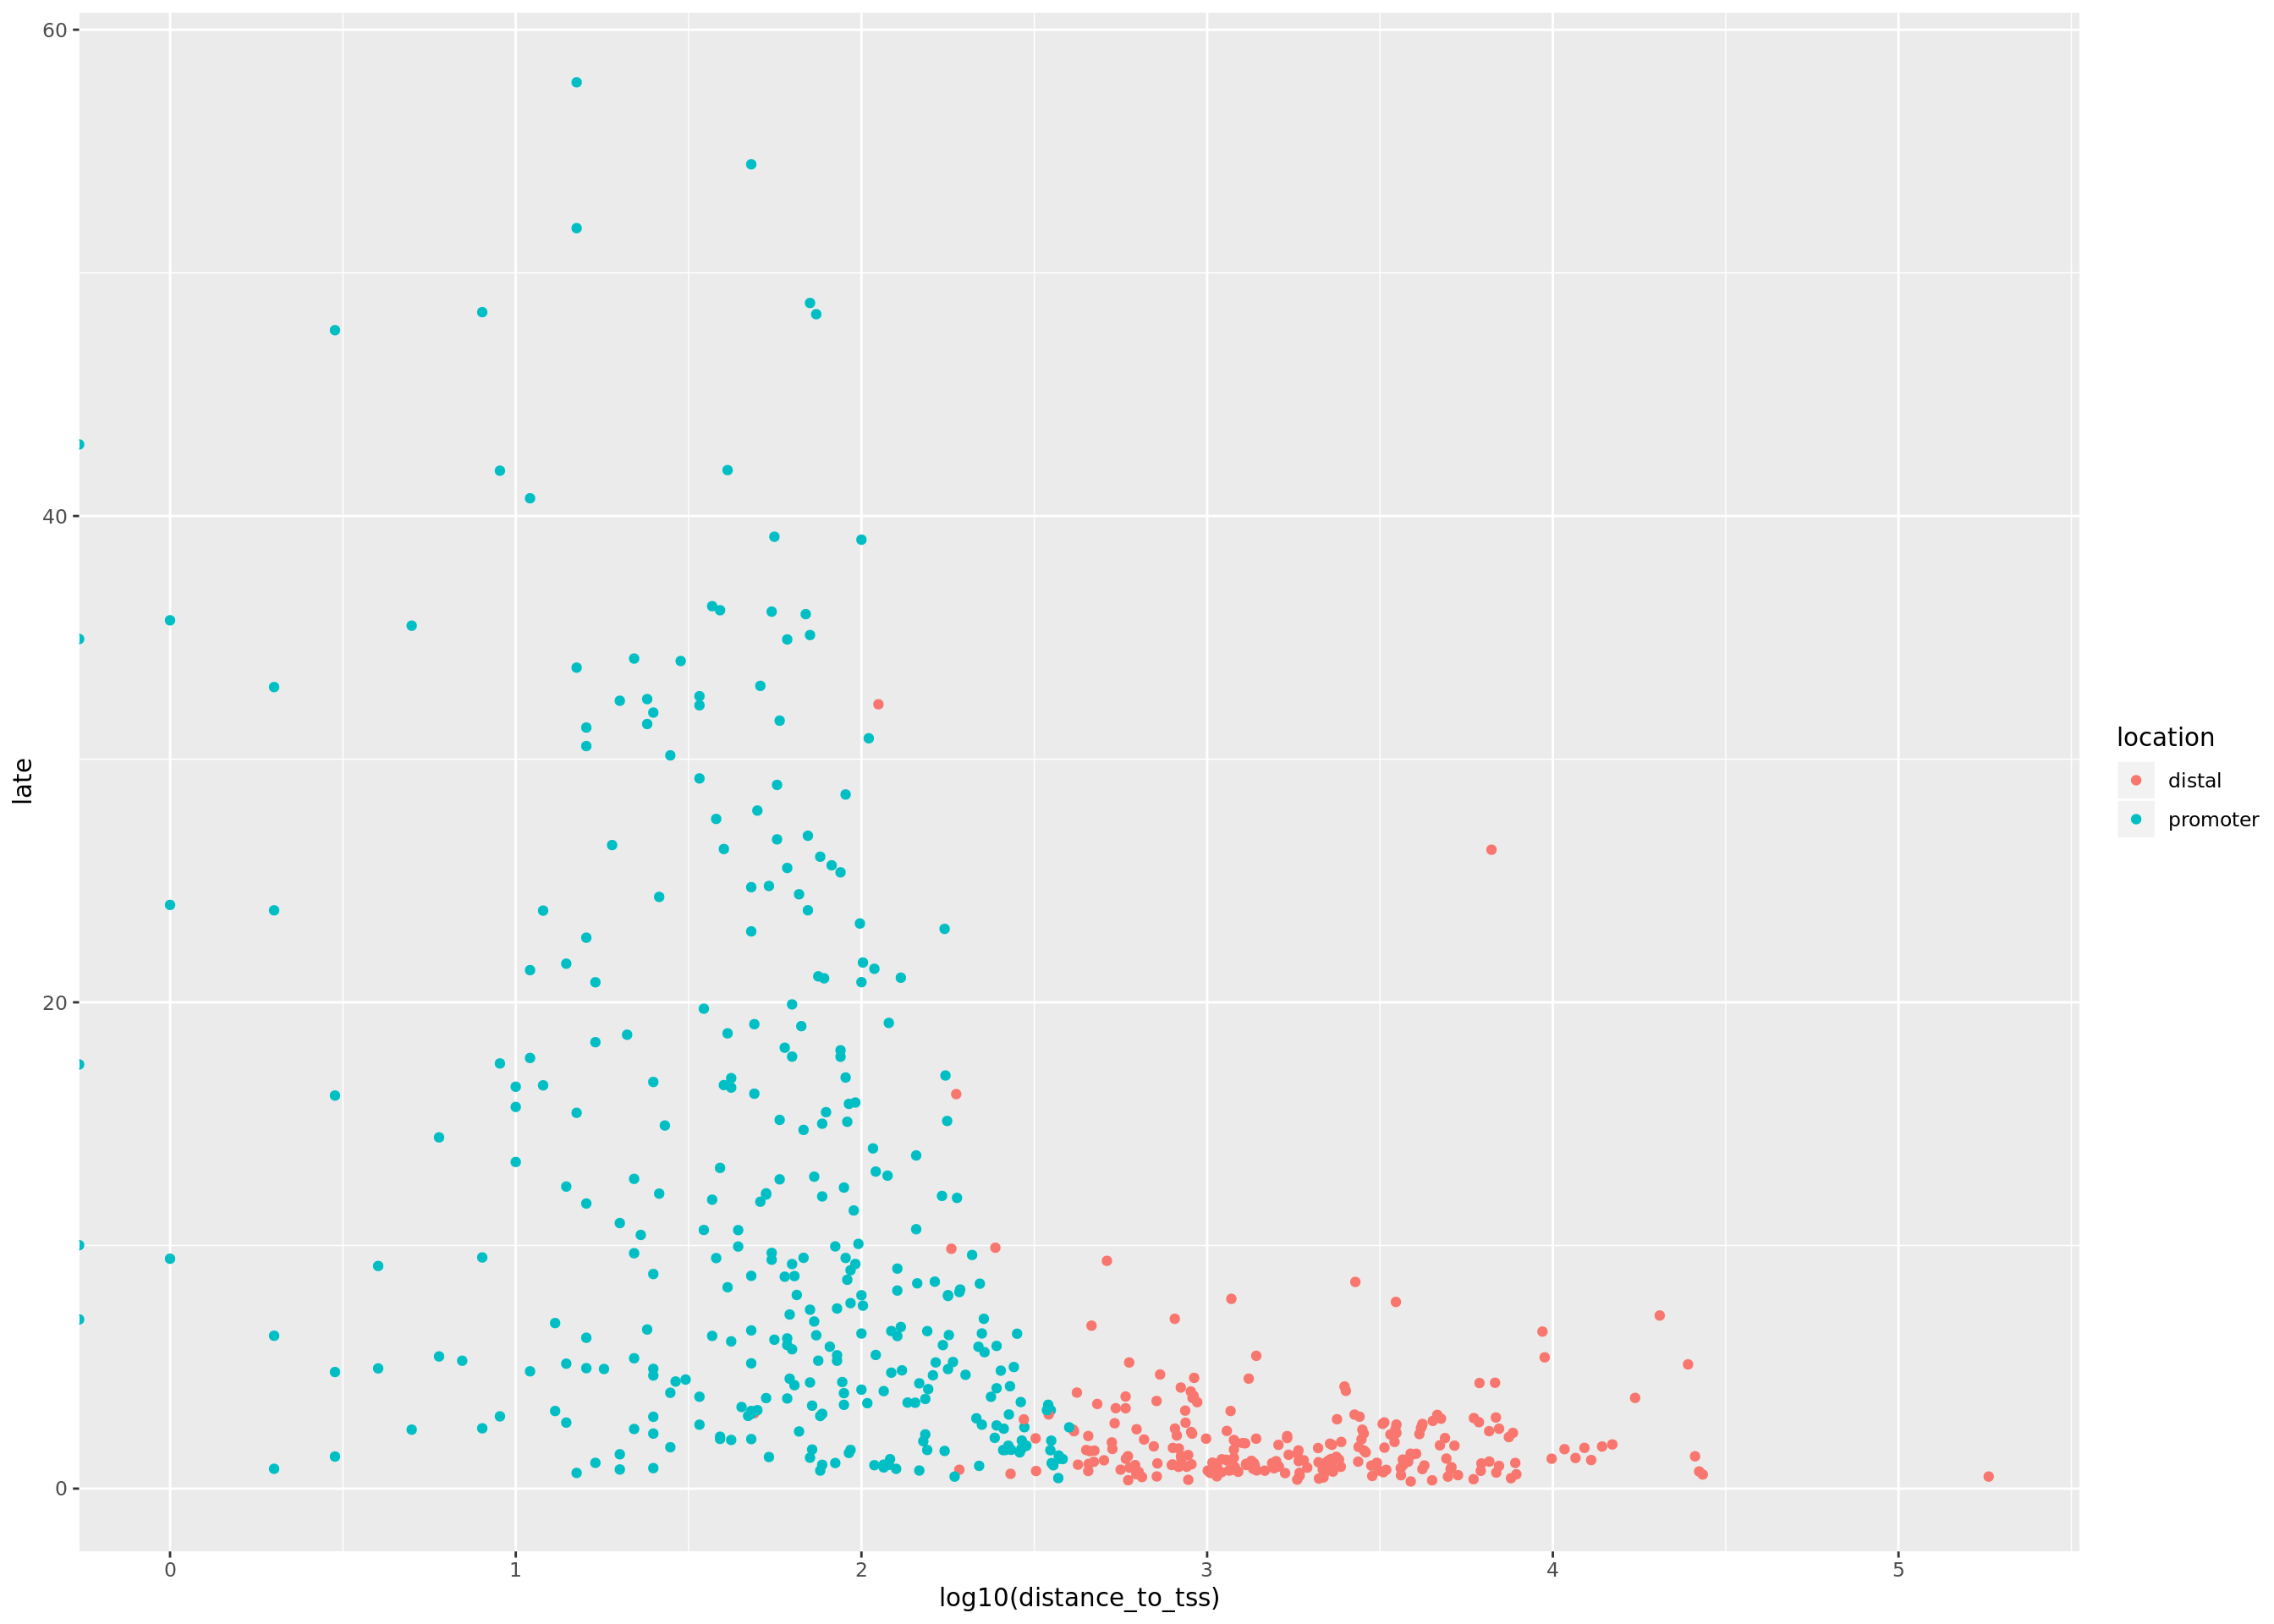 60
40
20
0
late
0 1 2 3 4 5
log10(distance_to_tss)
location
distal
promoter